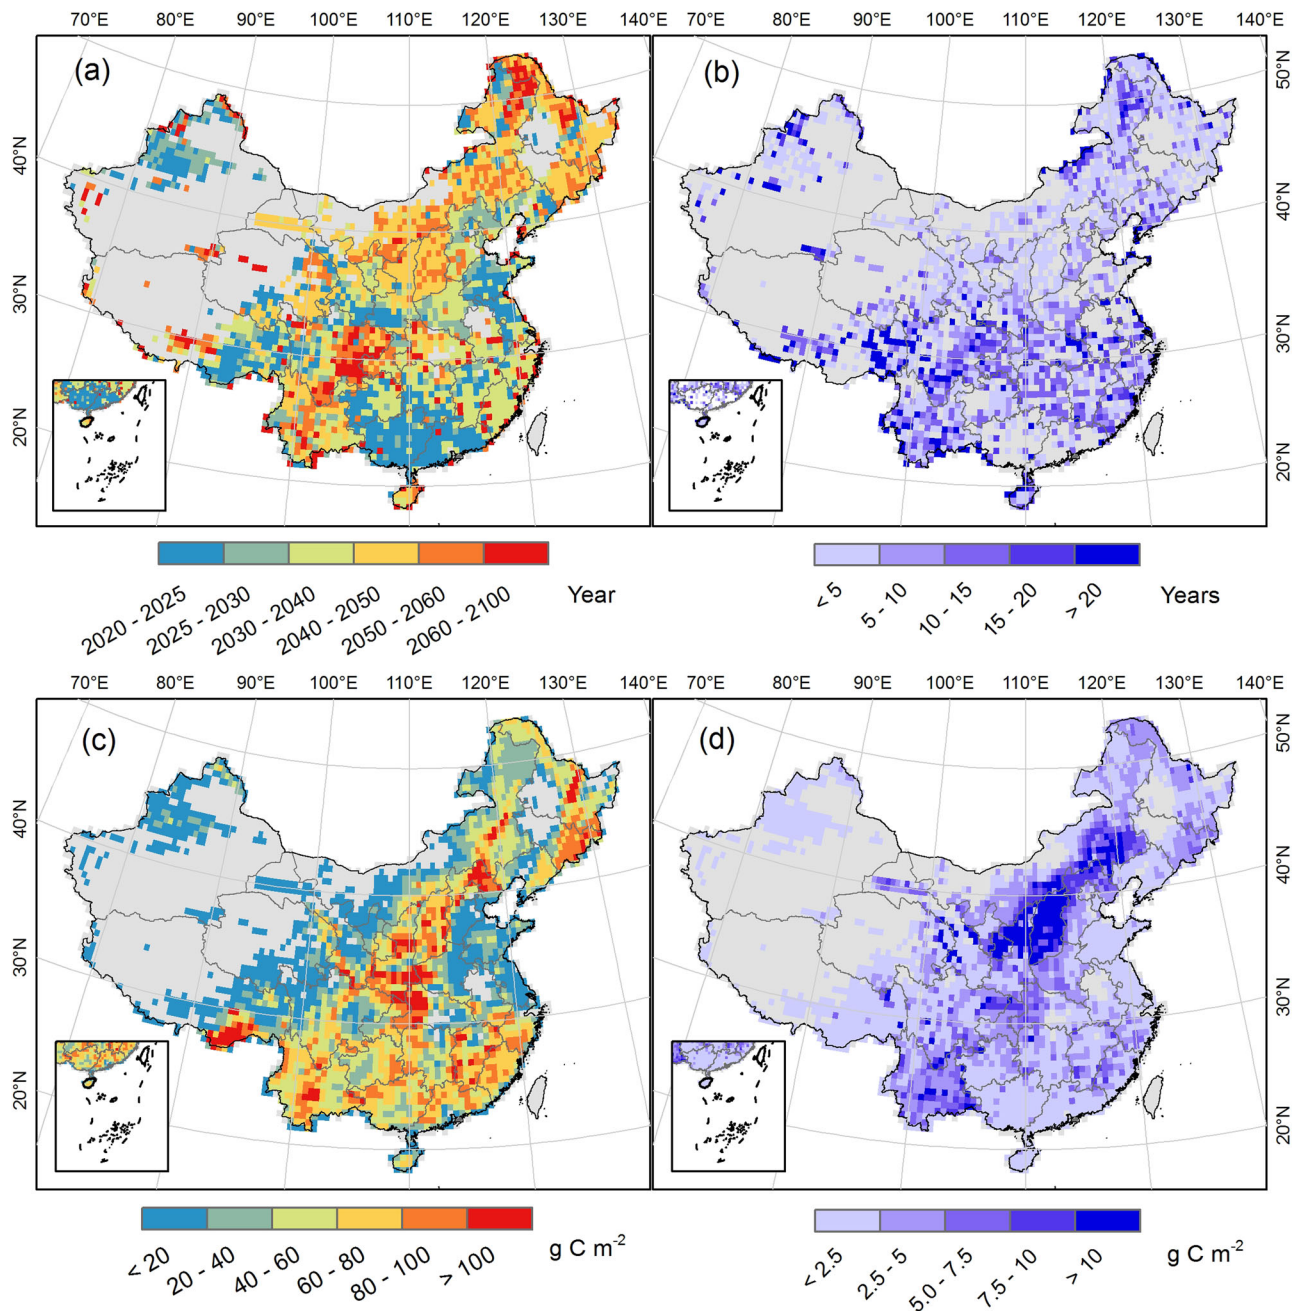 70°E 80°E 90°E 100°E 110°E 120°E 130°E 140°E 70°E 80°E 90°E 100°E 110°E 120°E 130°E 140°E
(a) (b)
50°N
40°N
40°N
30°N
30°N
20°N
20°N
2020 - 2025 2025 - 2030 2030 - 2040 2040 - 2050 2050 - 2060 2060 - 2100 Year
< 5 5 - 10 10 - 15 15 - 20 > 20 Years
70°E 80°E 90°E 100°E 110°E 120°E 130°E 140°E 70°E 80°E 90°E 100°E 110°E 120°E 130°E 140°E
(c) (d)
50°N
40°N
40°N
30°N
30°N
20°N
20°N
< 20 20 - 40 40 - 60 60 - 80 80 - 100 > 100 g C m⁻²
< 2.5 2.5 - 5 5.0 - 7.5 7.5 - 10 > 10 g C m⁻²